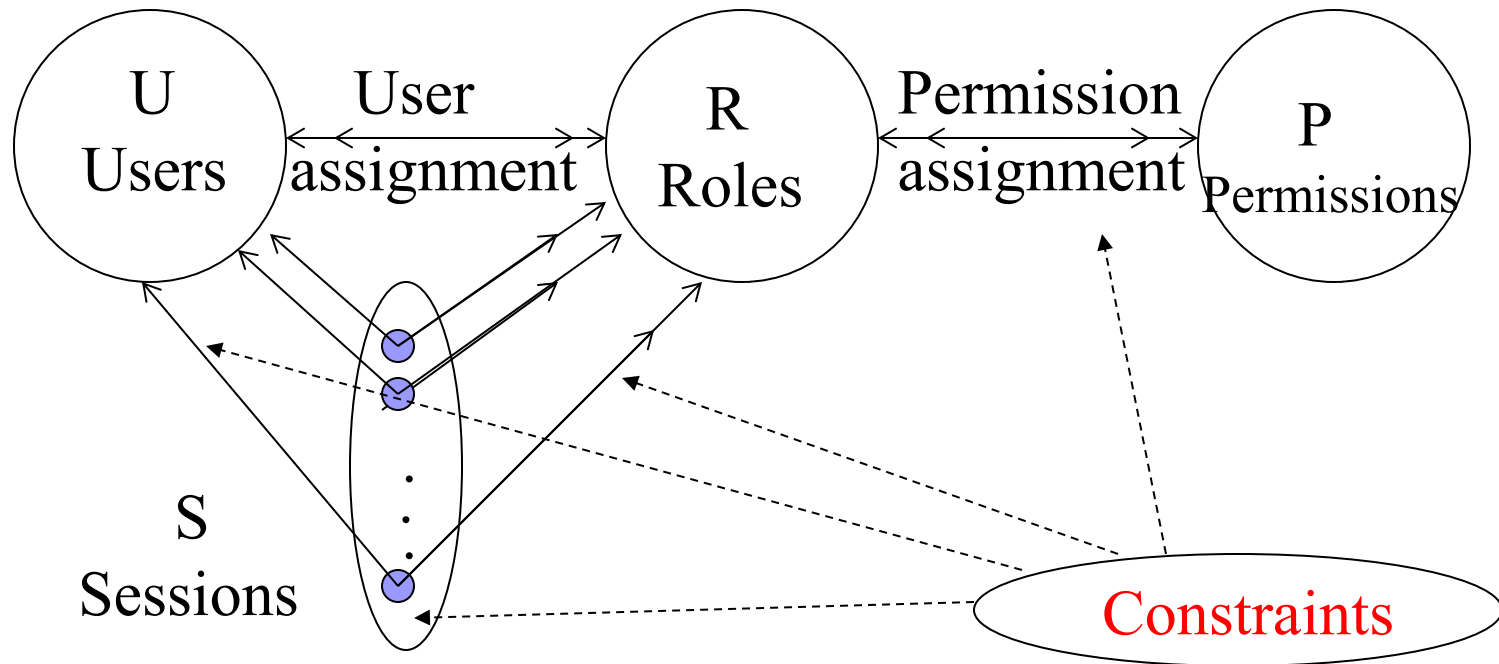 U
Users
User
assignment
R
Roles
Permission
assignment
P
Permissions
S
Sessions
Constraints